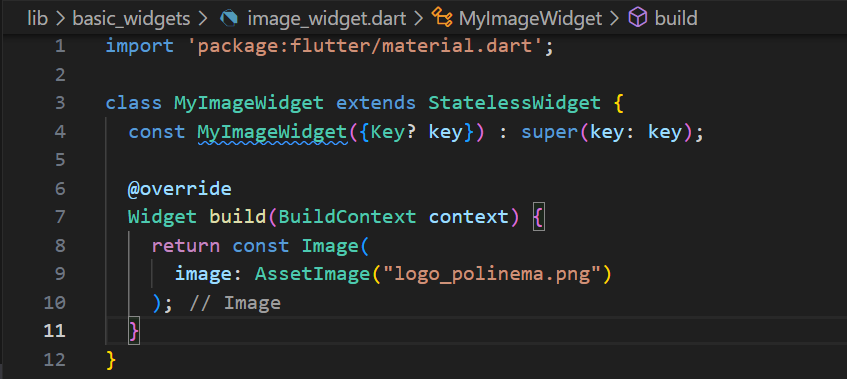 lib > basic_widgets > image_widget.dart > MyImageWidget > build
1 import 'package:flutter/material.dart';
2
3 class MyImageWidget extends StatelessWidget {
4   const MyImageWidget({Key? key}) : super(key: key);
5
6   @override
7   Widget build(BuildContext context) {
8     return const Image(
9       image: AssetImage("logo_polinema.png")
10     ); // Image
11   }
12 }